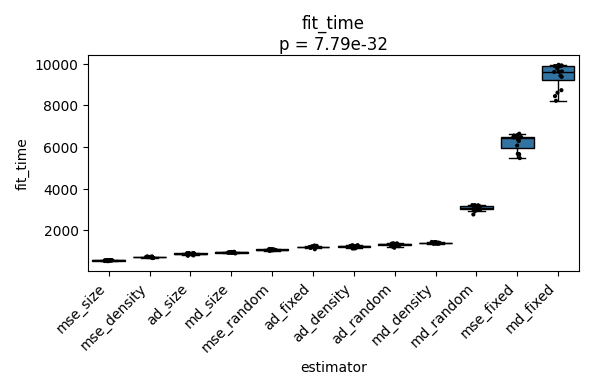 fit_time
p = 7.79e-32
fit_time
10000
8000
6000
4000
2000
mse_size
mse_density
ad_size
md_size
mse_random
ad_fixed
ad_density
ad_random
md_density
md_random
mse_fixed
md_fixed
estimator